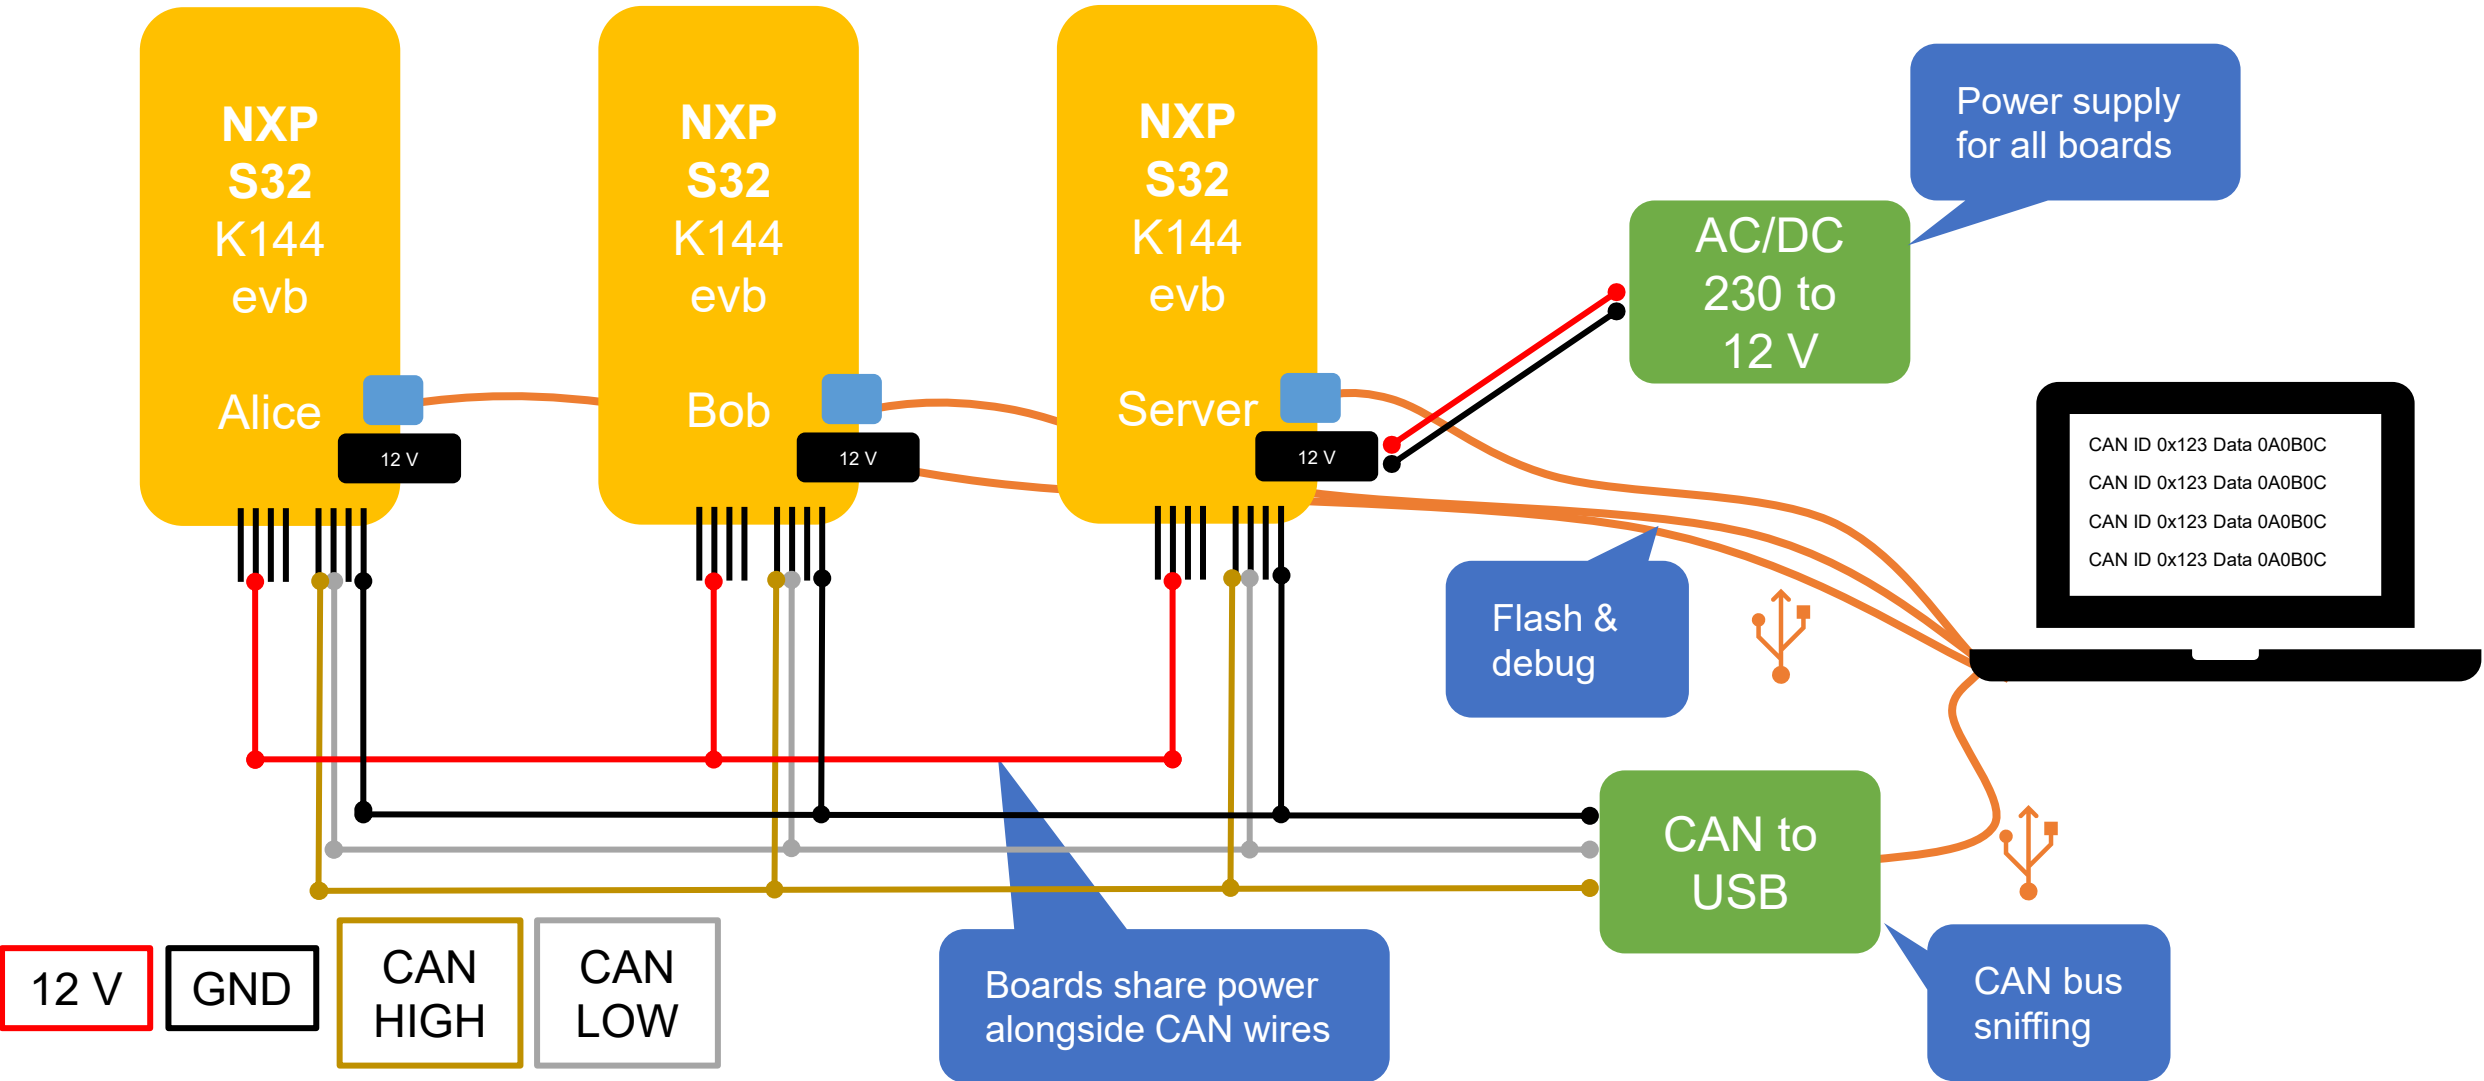 NXP
S32
K144
evb
Alice
12 V
NXP
S32
K144
evb
Bob
12 V
NXP
S32
K144
evb
Server
12 V
AC/DC
230 to
12 V
Power supply
for all boards
CAN ID 0x123 Data 0A0B0C
CAN ID 0x123 Data 0A0B0C
CAN ID 0x123 Data 0A0B0C
CAN ID 0x123 Data 0A0B0C
Flash &
debug
CAN to
USB
CAN bus
sniffing
Boards share power
alongside CAN wires
12 V
GND
CAN
HIGH
CAN
LOW